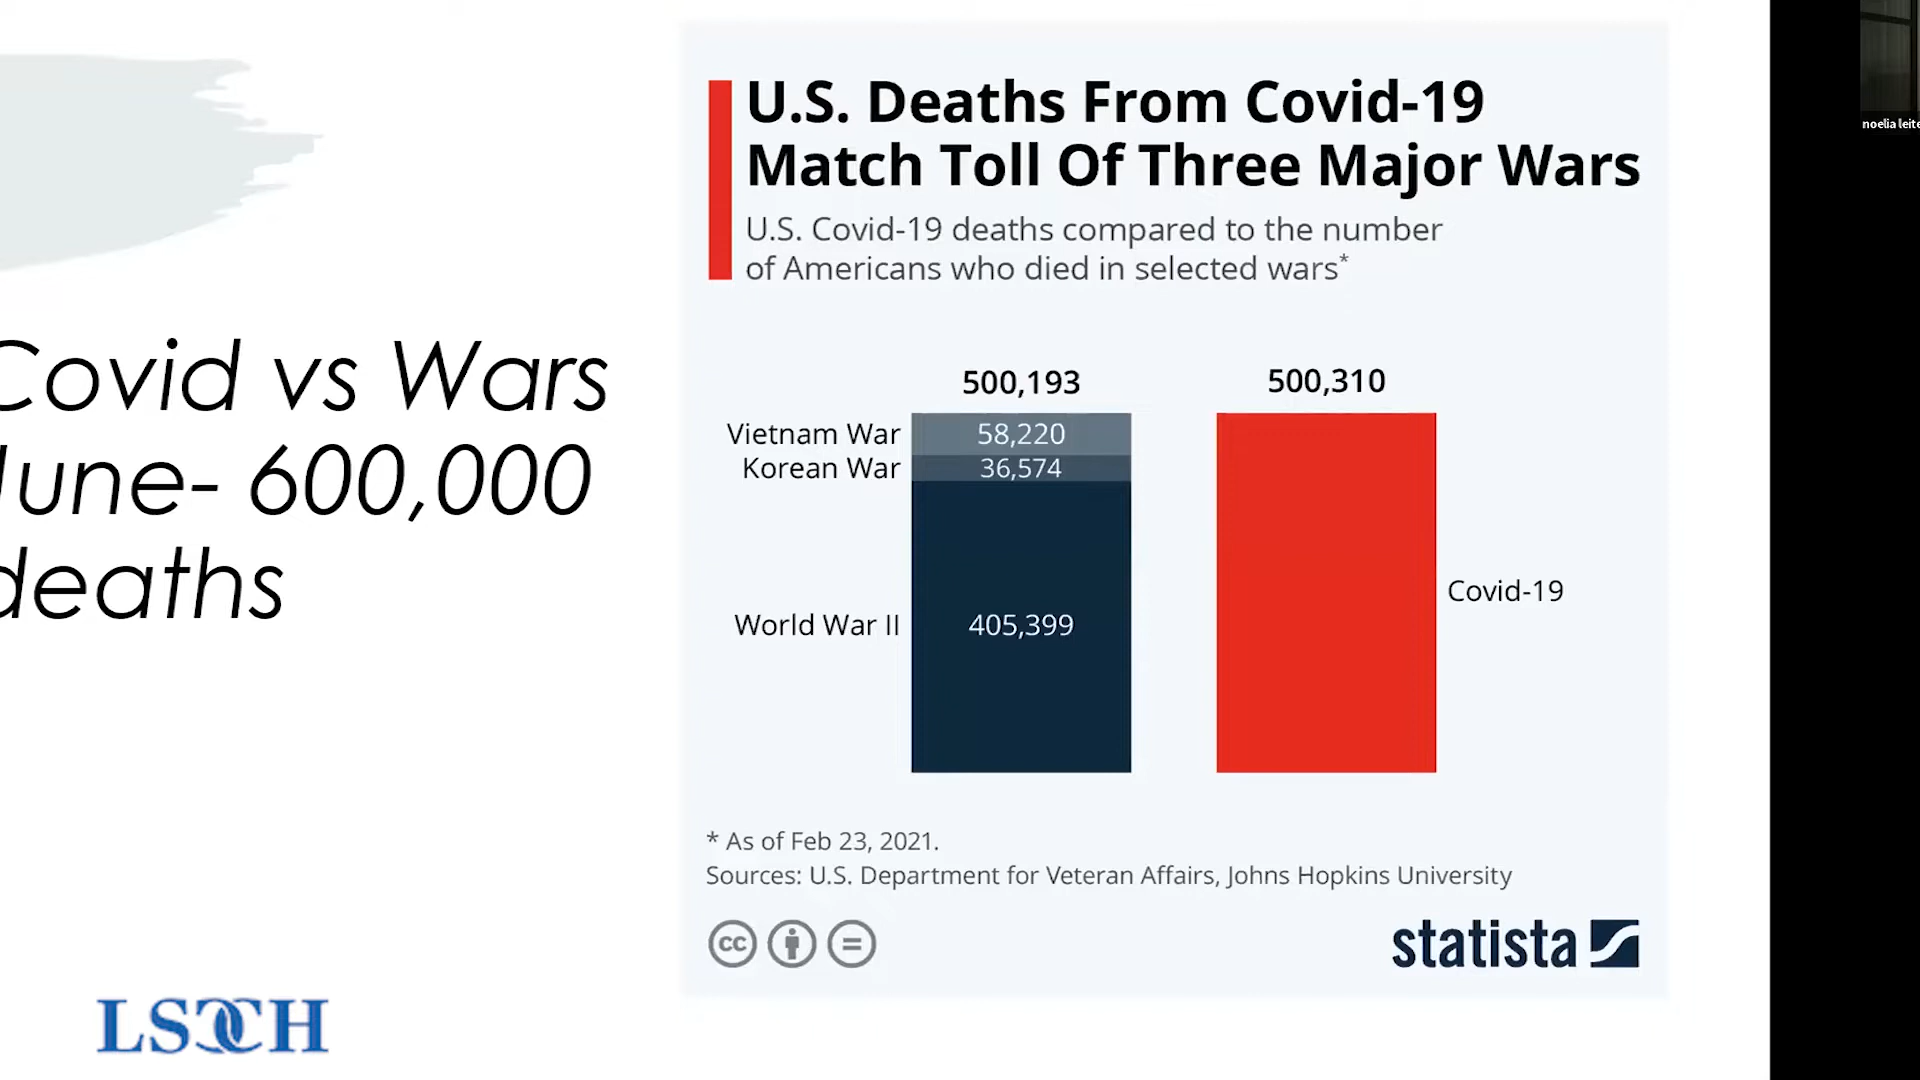 U.S. Deaths From Covid-19
Match Toll Of Three Major Wars
U.S. Covid-19 deaths compared to the number
of Americans who died in selected wars*
Covid vs Wars
June- 600,000
deaths
500,193
500,310
Vietnam War 58,220
Korean War 36,574
World War II 405,399
Covid-19
* As of Feb 23, 2021.
Sources: U.S. Department for Veteran Affairs, Johns Hopkins University
cc
statista
LSCCH
noelia leite